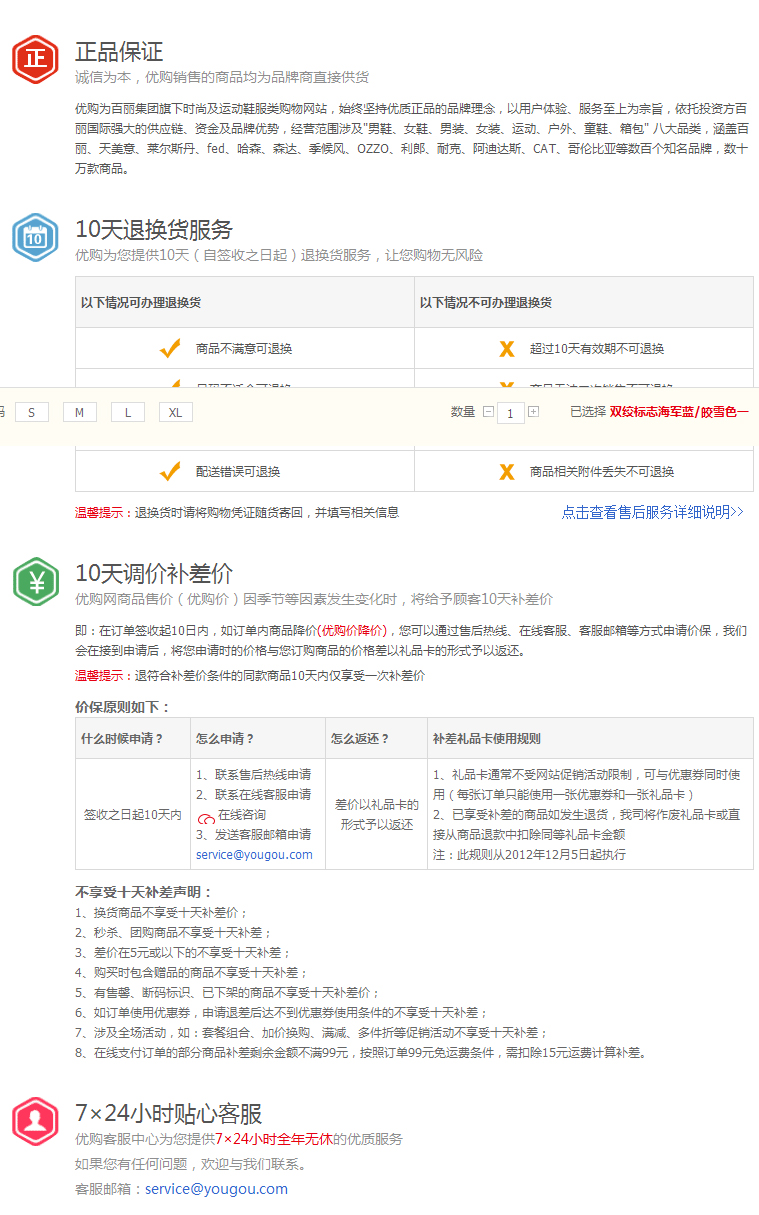 正
正品保证
诚信为本，优购销售的商品均为品牌商直接供货
优购为百丽集团旗下时尚及运动鞋服类购物网站，始终坚持优质正品的品牌理念，以用户体验、服务至上为宗旨，依托投资方百
丽国际强大的供应链、资金及品牌优势，经营范围涉及"男鞋、女鞋、男装、女装、运动、户外、童鞋、箱包" 八大品类，涵盖百
丽、天美意、莱尔斯丹、fed、哈森、森达、季候风、OZZO、利郎、耐克、阿迪达斯、CAT、哥伦比亚等数百个知名品牌，数十
万款商品。
10
10天退换货服务
优购为您提供10天（自签收之日起）退换货服务，让您购物无风险
以下情况可办理退换货 以下情况不可办理退换货
商品不满意可退换 超过10天有效期不可退换
S M L XL 数量 1 已选择 双绞标志海军蓝/皎雪色一
配送错误可退换 商品相关附件丢失不可退换
温馨提示：退换货时请将购物凭证随货寄回，并填写相关信息 点击查看售后服务详细说明>>
¥
10天调价补差价
优购网商品售价（优购价）因季节等因素发生变化时，将给予顾客10天补差价
即：在订单签收起10日内，如订单内商品降价(优购价降价)，您可以通过售后热线、在线客服、客服邮箱等方式申请价保，我们
会在接到申请后，将您申请时的价格与您订购商品的价格差以礼品卡的形式予以返还。
温馨提示：退符合补差价条件的同款商品10天内仅享受一次补差价
价保原则如下：
什么时候申请？ 怎么申请？ 怎么返还？ 补差礼品卡使用规则
签收之日起10天内
1、联系售后热线申请
2、联系在线客服申请
在线咨询
3、发送客服邮箱申请
service@yougou.com
差价以礼品卡的
形式予以返还
1、礼品卡通常不受网站促销活动限制，可与优惠券同时使
用（每张订单只能使用一张优惠券和一张礼品卡）
2、已享受补差的商品如发生退货，我司将作废礼品卡或直
接从商品退款中扣除同等礼品卡金额
注：此规则从2012年12月5日起执行
不享受十天补差声明：
1、换货商品不享受十天补差价；
2、秒杀、团购商品不享受十天补差；
3、差价在5元或以下的不享受十天补差；
4、购买时包含赠品的商品不享受十天补差；
5、有售馨、断码标识、已下架的商品不享受十天补差价；
6、如订单使用优惠券，申请退差后达不到优惠券使用条件的不享受十天补差；
7、涉及全场活动，如：套餐组合、加价换购、满减、多件折等促销活动不享受十天补差；
8、在线支付订单的部分商品补差剩余金额不满99元，按照订单99元免运费条件，需扣除15元运费计算补差。
7×24小时贴心客服
优购客服中心为您提供7×24小时全年无休的优质服务
如果您有任何问题，欢迎与我们联系。
客服邮箱：service@yougou.com